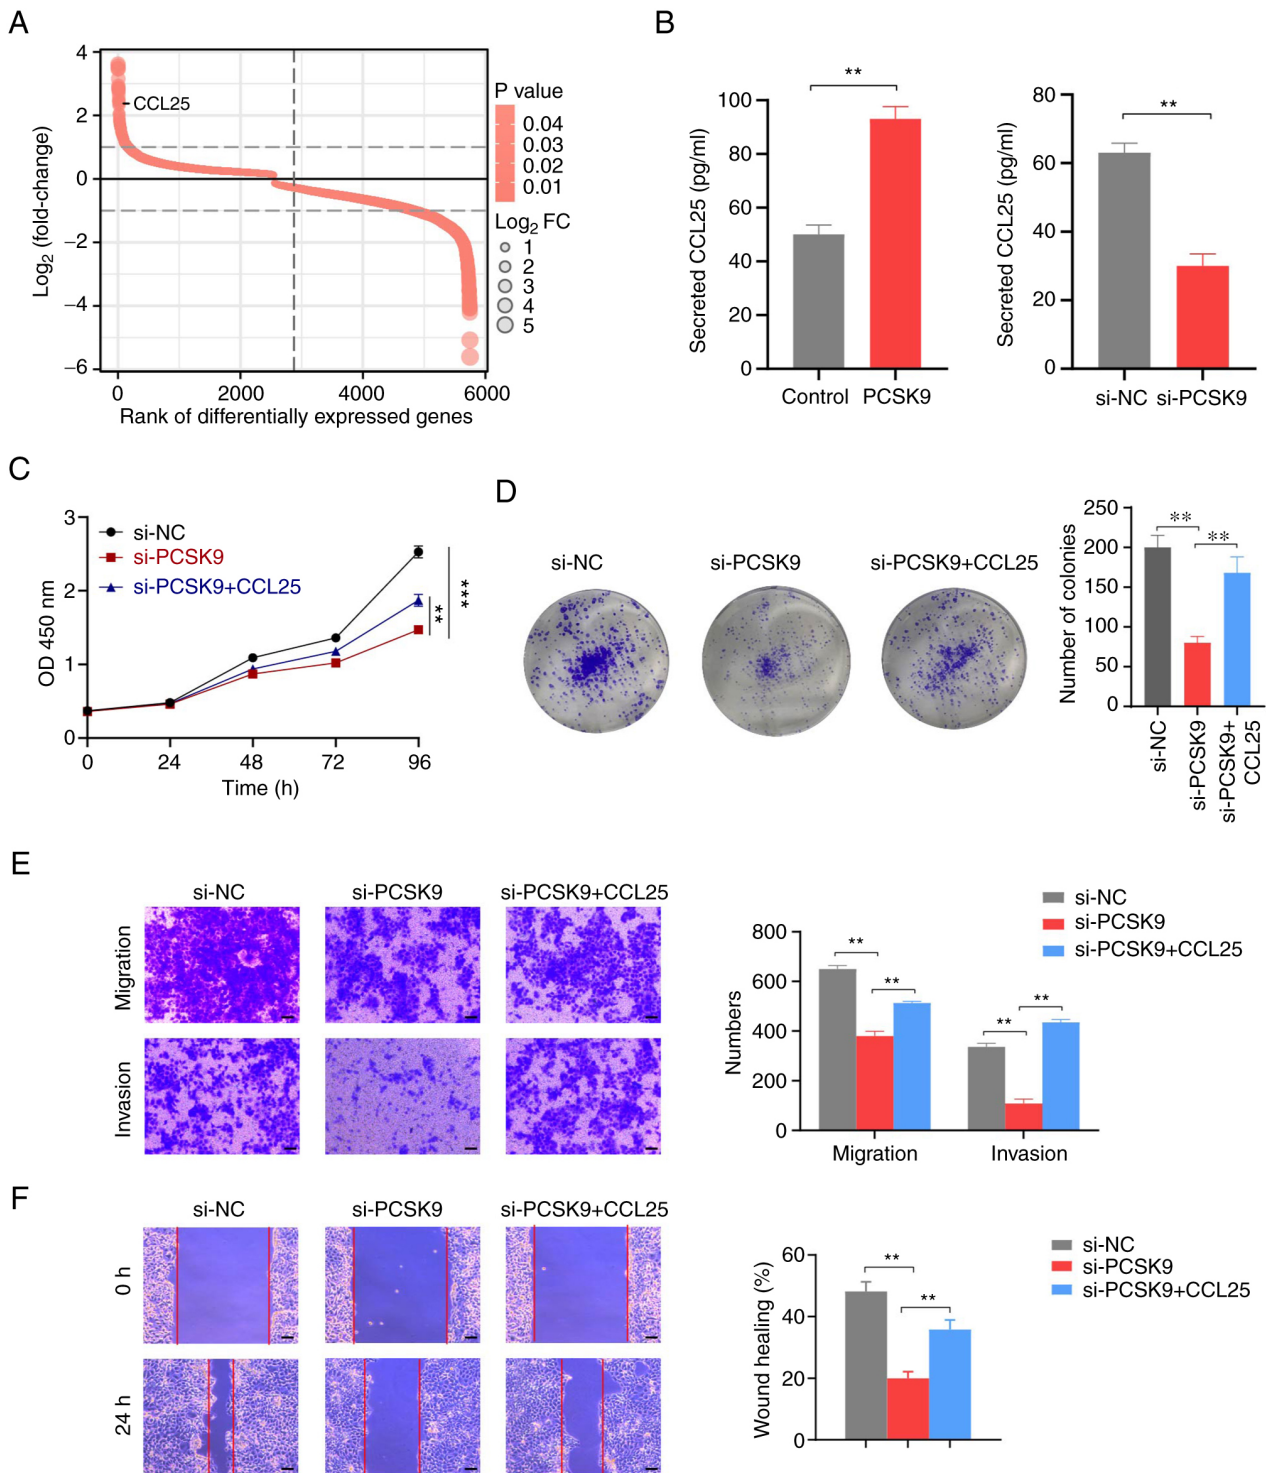 A
4
2
0
−2
−4
−6
Log2 (fold-change)
CCL25
0
2000
4000
6000
Rank of differentially expressed genes
P value
0.04
0.03
0.02
0.01
Log2 FC
1
2
3
4
5
B
**
100
80
60
40
20
0
Secreted CCL25 (pg/ml)
Control
PCSK9
**
80
60
40
20
0
Secreted CCL25 (pg/ml)
si-NC
si-PCSK9
C
si-NC
si-PCSK9
si-PCSK9+CCL25
3
2
1
0
OD 450 nm
**
***
0
24
48
72
96
Time (h)
D
si-NC
si-PCSK9
si-PCSK9+CCL25
250
200
150
100
50
0
Number of colonies
**
**
si-NC
si-PCSK9
si-PCSK9+
CCL25
E
si-NC
si-PCSK9
si-PCSK9+CCL25
Migration
Invasion
si-NC
si-PCSK9
si-PCSK9+CCL25
800
600
400
200
0
Numbers
**
**
**
**
Migration
Invasion
F
si-NC
si-PCSK9
si-PCSK9+CCL25
0 h
24 h
si-NC
si-PCSK9
si-PCSK9+CCL25
60
40
20
0
Wound healing (%)
**
**